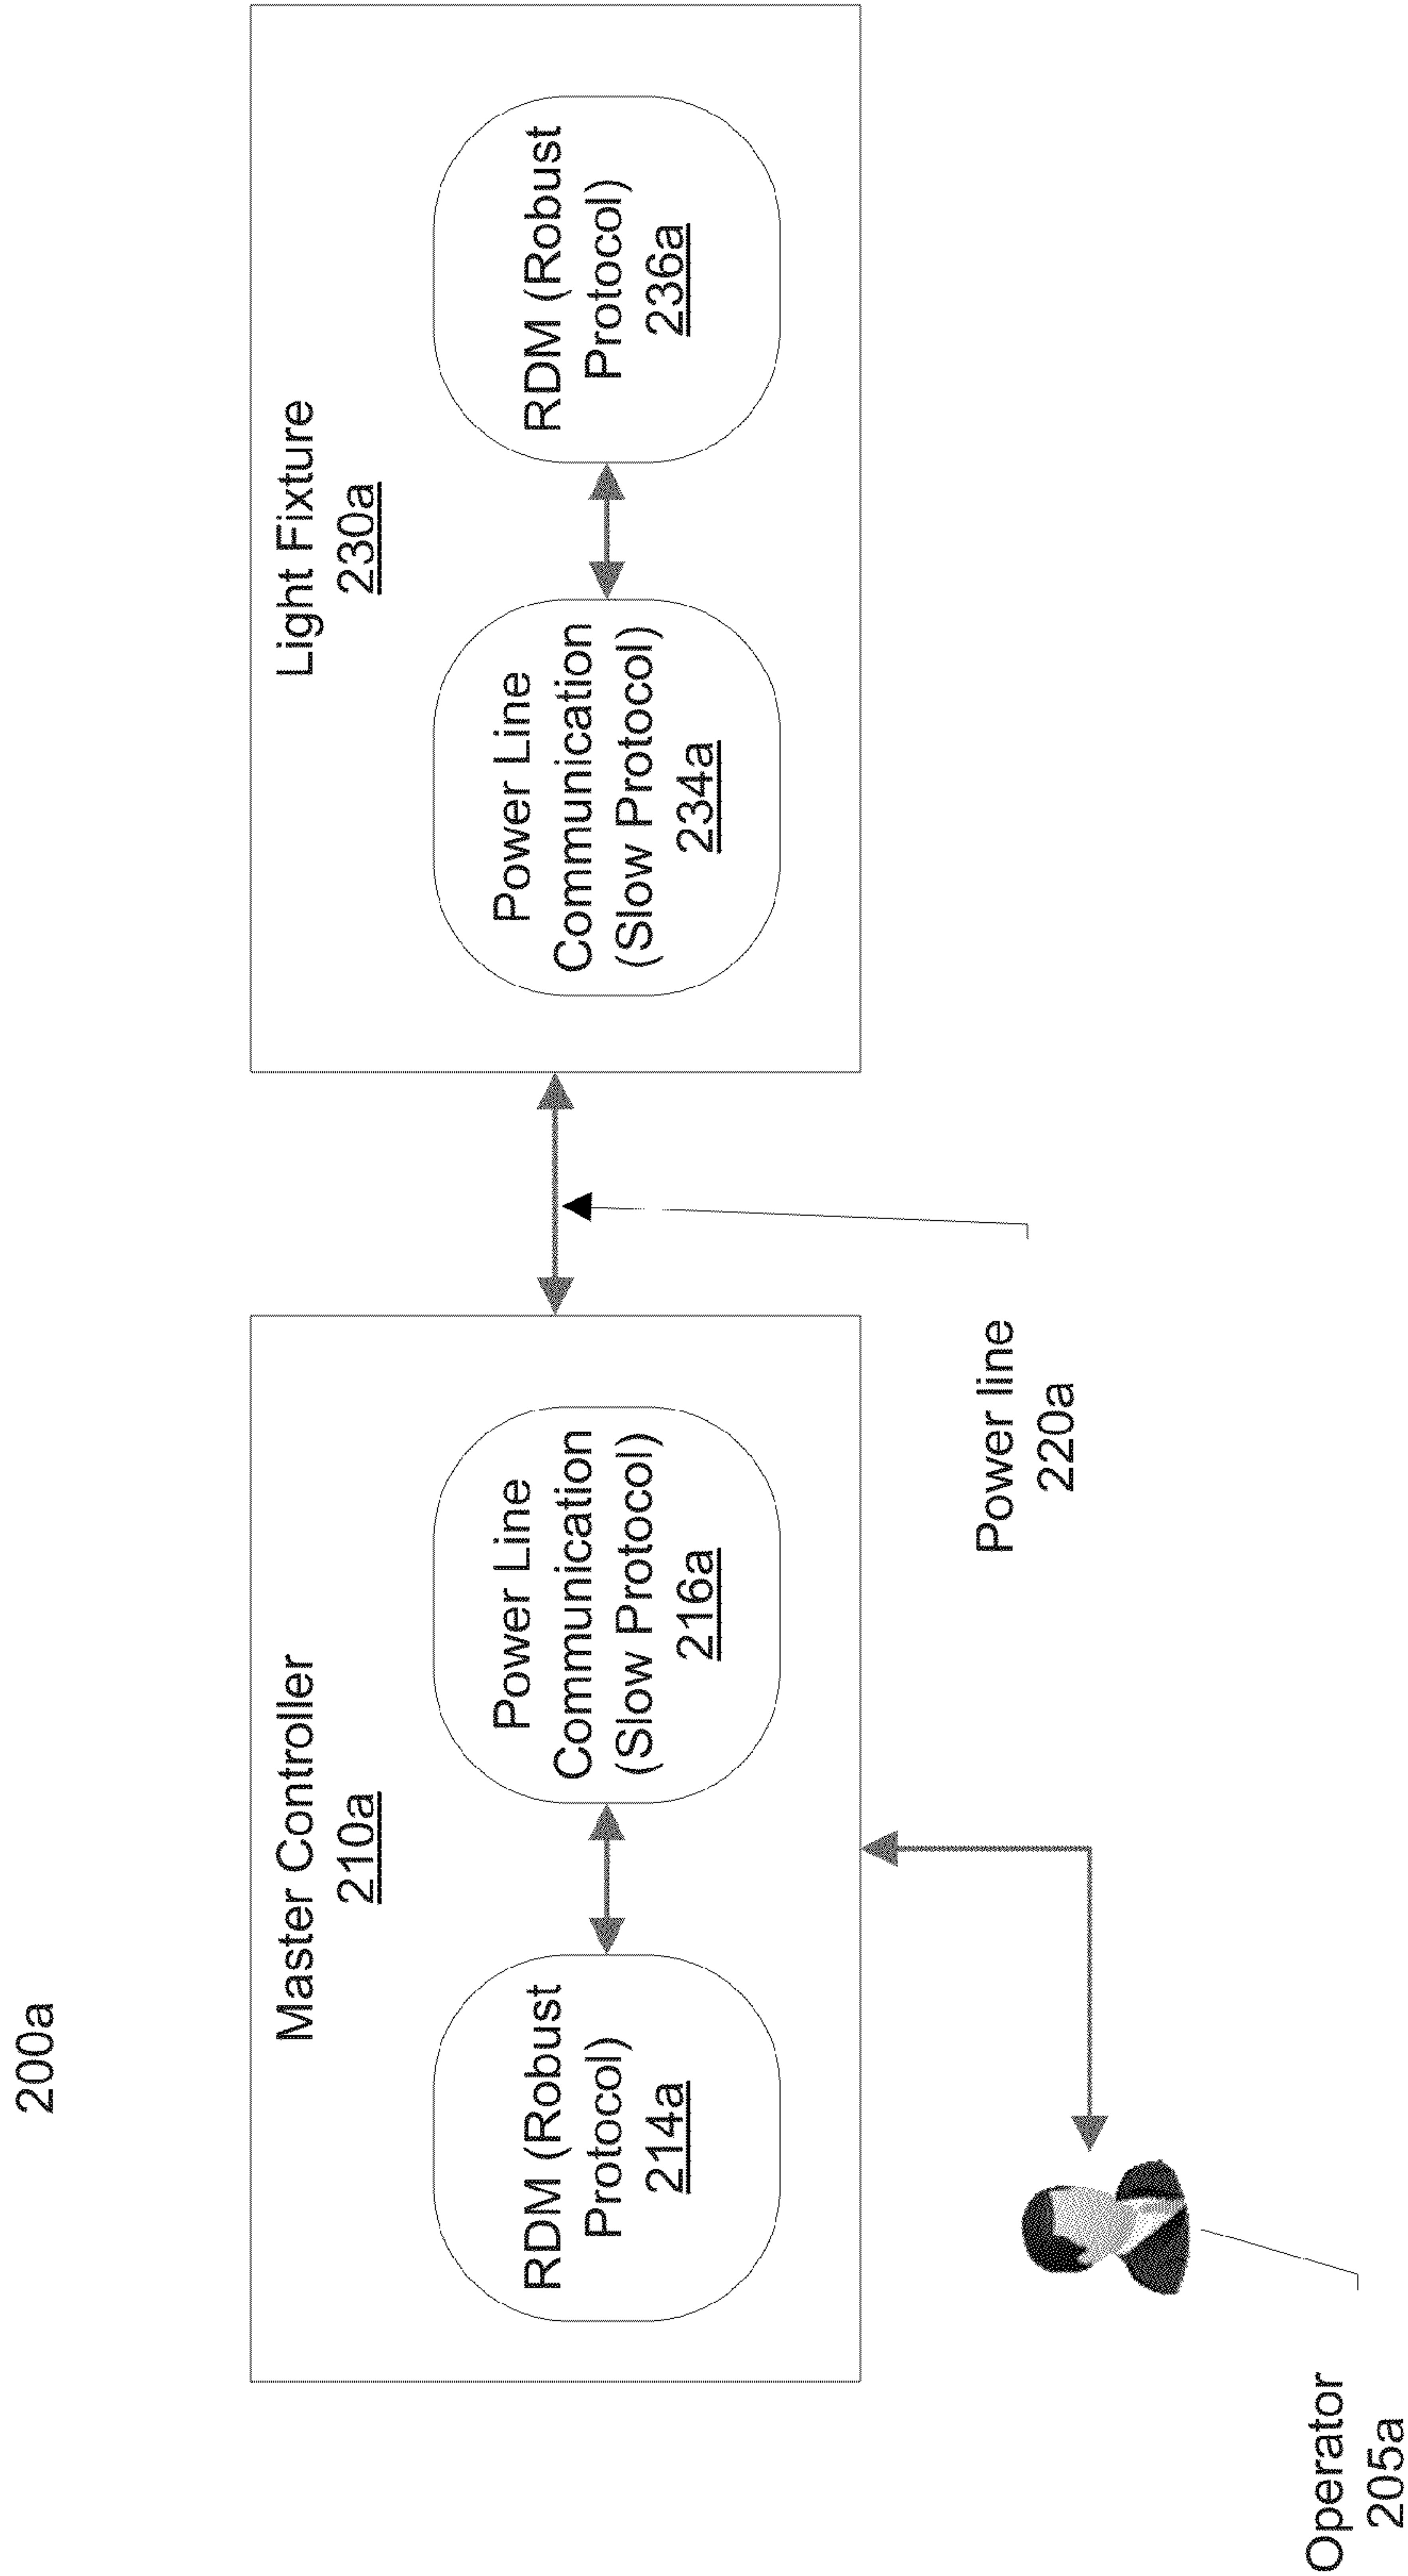 200a
Master Controller
210a
RDM (Robust
Protocol)
214a
Power Line
Communication
(Slow Protocol)
216a
Light Fixture
230a
Power Line
Communication
(Slow Protocol)
234a
RDM (Robust
Protocol)
236a
Power line
220a
Operator
205a